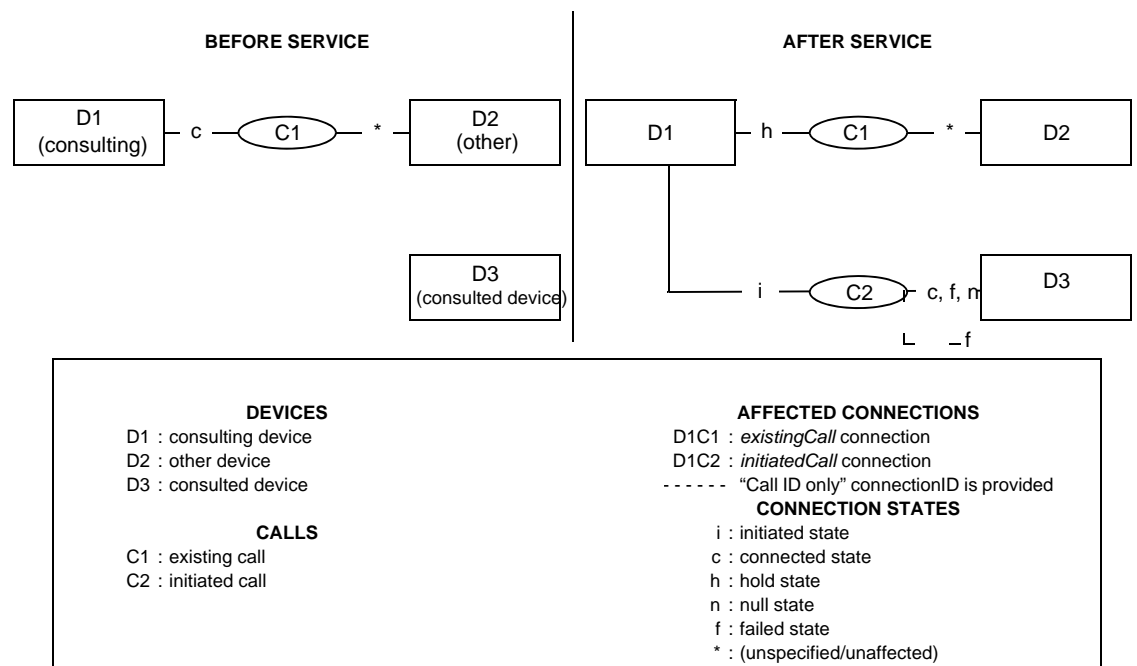 BEFORE SERVICE
AFTER SERVICE
D1
(consulting)
c
C1
*
D2
(other)
D1
h
C1
*
D2
D3
(consulted device)
i
C2
c, f, n
D3
f
DEVICES
D1 : consulting device
D2 : other device
D3 : consulted device
CALLS
C1 : existing call
C2 : initiated call
AFFECTED CONNECTIONS
D1C1 : existingCall connection
D1C2 : initiatedCall connection
- - - - - - “Call ID only” connectionID is provided
CONNECTION STATES
i : initiated state
c : connected state
h : hold state
n : null state
f : failed state
* : (unspecified/unaffected)